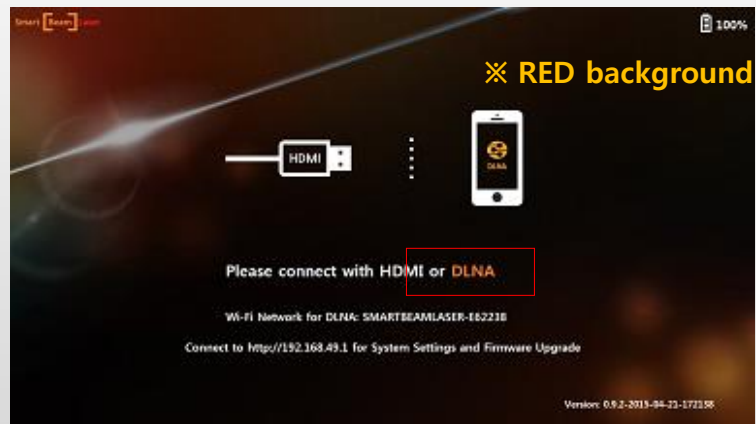 Smart [Beam] Laser
100%
※ RED background
HDMI
DLNA
Please connect with HDMI or DLNA
Wi-Fi Network for DLNA: SMARTBEAMLASER-E62238
Connect to http://192.168.49.1 for System Settings and Firmware Upgrade
Version: 0.9.2-2015-04-21-172138